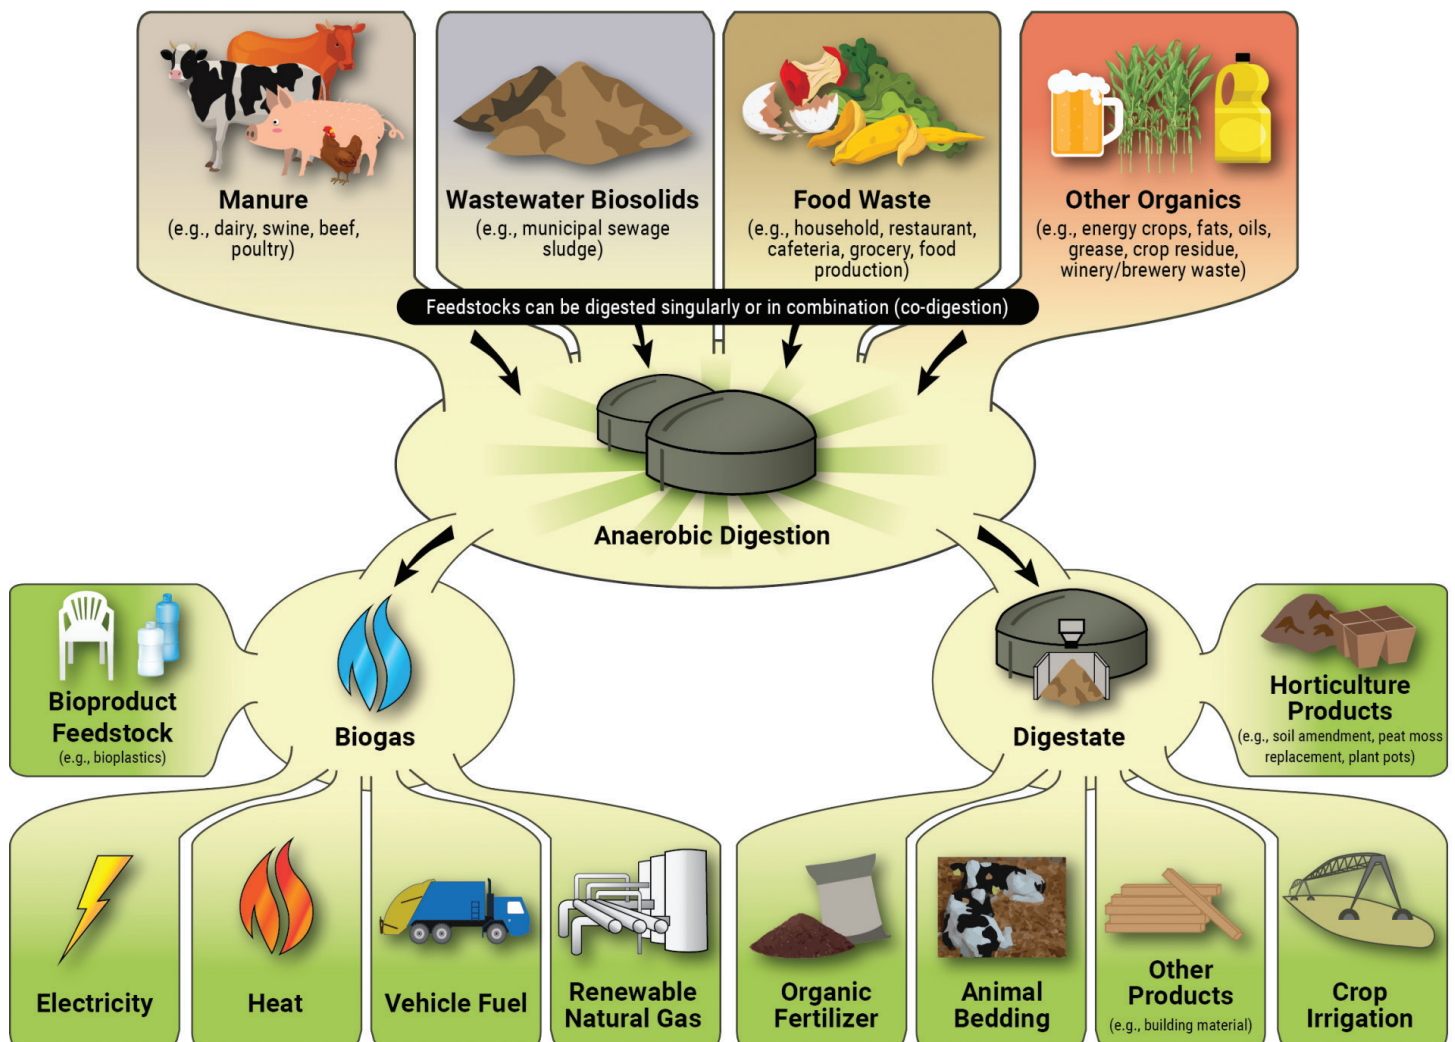 Manure
(e.g., dairy, swine, beef,
poultry)
Wastewater Biosolids
(e.g., municipal sewage
sludge)
Food Waste
(e.g., household, restaurant,
cafeteria, grocery, food
production)
Other Organics
(e.g., energy crops, fats, oils,
grease, crop residue,
winery/brewery waste)
Feedstocks can be digested singularly or in combination (co-digestion)
Anaerobic Digestion
Bioproduct
Feedstock
(e.g., bioplastics)
Biogas
Digestate
Horticulture
Products
(e.g., soil amendment, peat moss
replacement, plant pots)
Electricity
Heat
Vehicle Fuel
Renewable
Natural Gas
Organic
Fertilizer
Animal
Bedding
Other
Products
(e.g., building material)
Crop
Irrigation